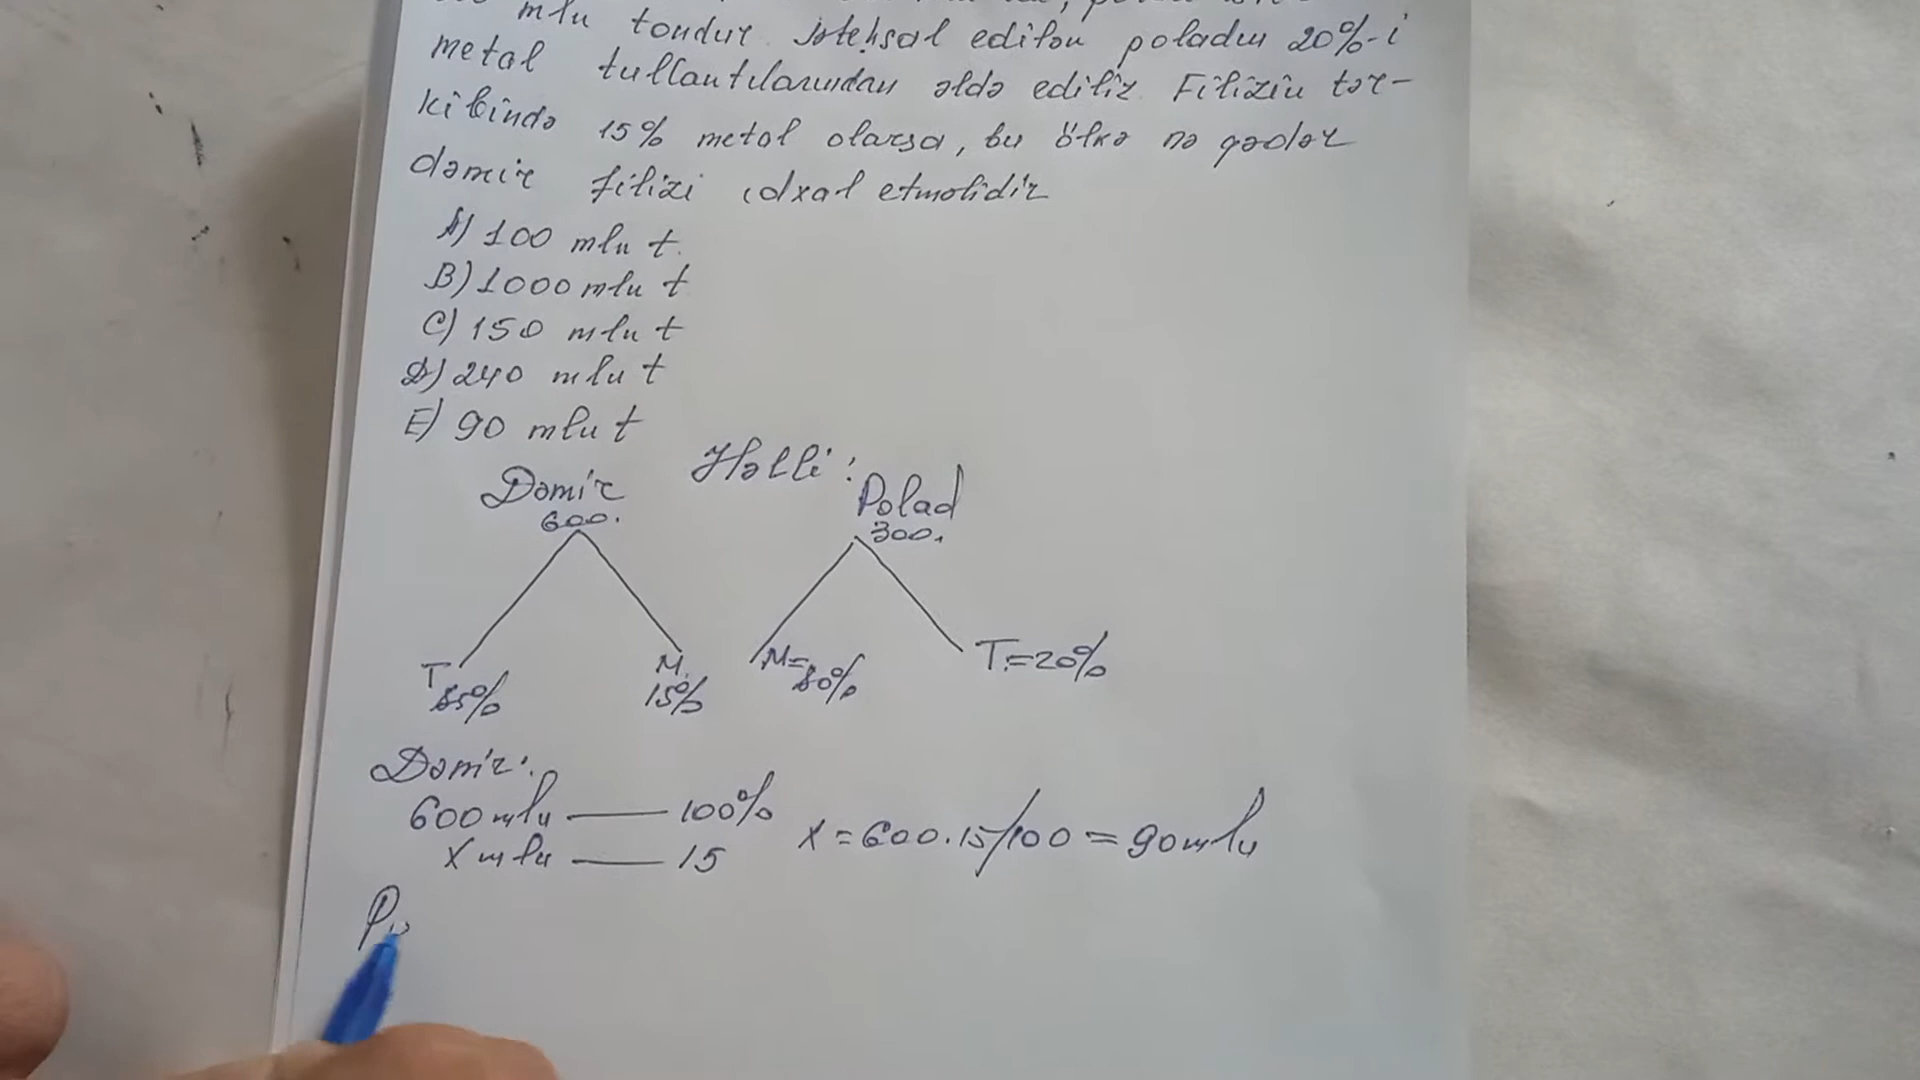 mln tondur. İstehsal edilən poladın 20%-i
metal tullantılarından əldə edilir. Filizin tər-
kibində 15% metal olarsa, bu ölkə nə qədər
dəmir filizi idxal etməlidir
A) 100 mln t.
B) 1000 mln t
C) 150 mln t
D) 240 mln t
E) 90 mln t
Həlli:
Dəmir
600.
Polad
300.
T
85%
M.
15%
M=
80%
T.=20%
Dəmir:
600 mln — 100%
X mln — 15
X = 600.15/100 = 90 mln
Po